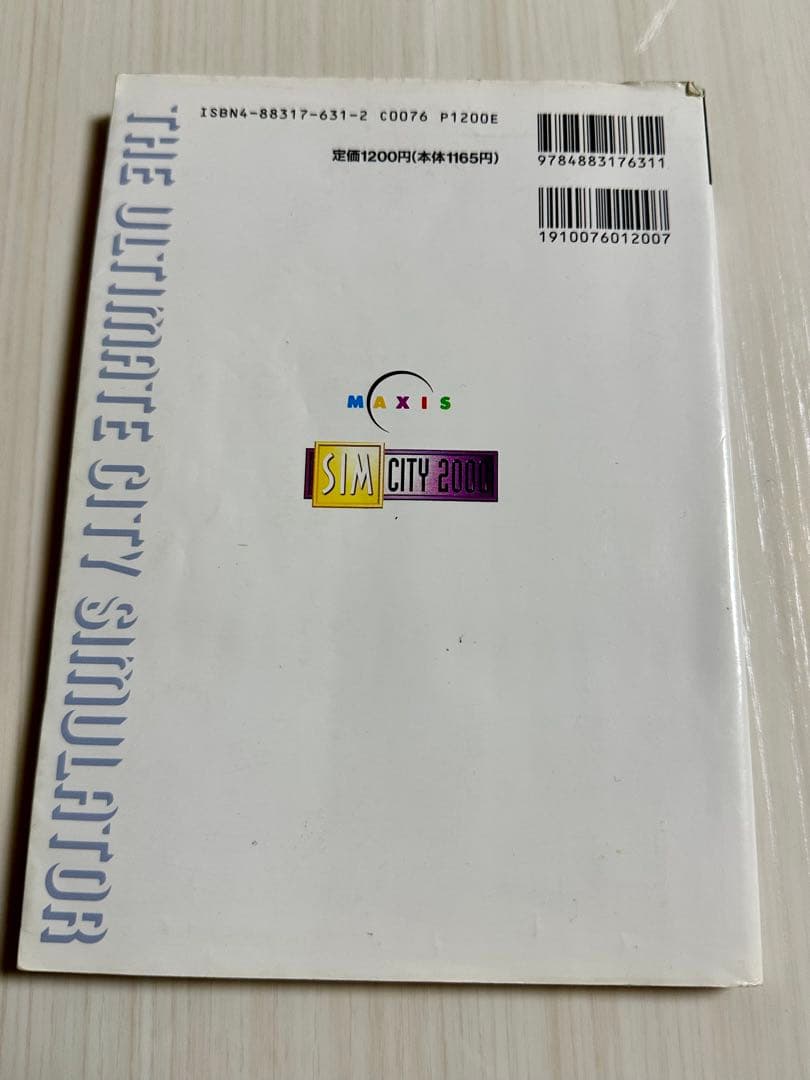 ISBN4-88317-631-2 C0076 P1200E
定価1200円(本体1165円)
9784883176311
1910076012007
THE ULTIMATE CITY SIMULATOR
MAXIS
SIM CITY 2000